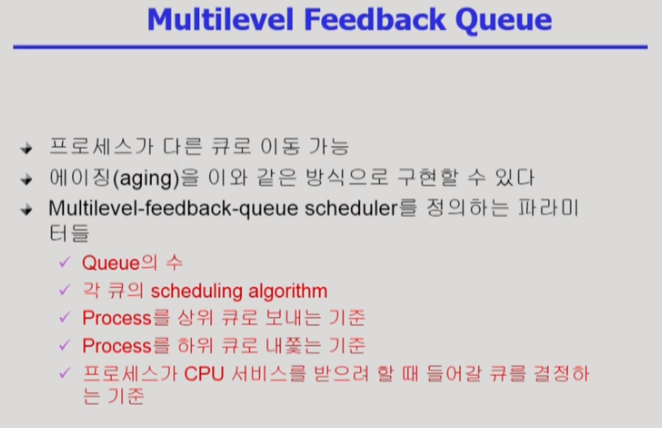 Multilevel Feedback Queue
프로세스가 다른 큐로 이동 가능
에이징(aging)을 이와 같은 방식으로 구현할 수 있다
Multilevel-feedback-queue scheduler를 정의하는 파라미
터들
Queue의 수
각 큐의 scheduling algorithm
Process를 상위 큐로 보내는 기준
Process를 하위 큐로 내쫓는 기준
프로세스가 CPU 서비스를 받으려 할 때 들어갈 큐를 결정하
는 기준